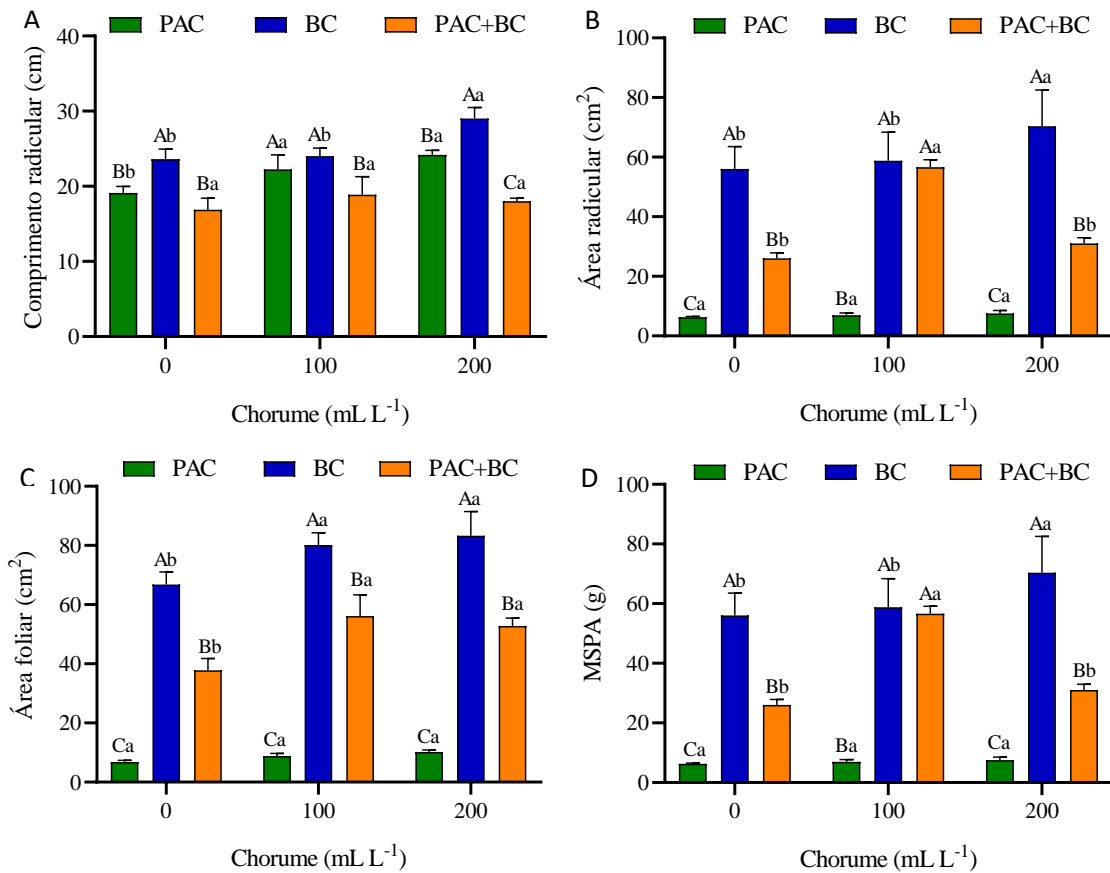 A
PAC BC PAC+BC
40
30
20
10
0
Comprimento radicular (cm)
Bb Ab Ba
Aa Ab Ba
Ba Aa Ca
0 100 200
Chorume (mL L⁻¹)
B
PAC BC PAC+BC
100
80
60
40
20
0
Área radicular (cm²)
Ca Ab Bb
Ba Ab Aa
Ca Aa Bb
0 100 200
Chorume (mL L⁻¹)
C
PAC BC PAC+BC
100
80
60
40
20
0
Área foliar (cm²)
Ca Ab Bb
Ca Aa Ba
Ca Aa Ba
0 100 200
Chorume (mL L⁻¹)
D
PAC BC PAC+BC
100
80
60
40
20
0
MSPA (g)
Ca Ab Bb
Ba Ab Aa
Ca Aa Bb
0 100 200
Chorume (mL L⁻¹)